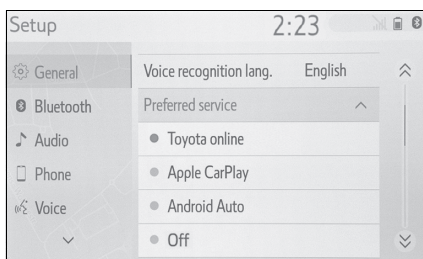 Setup 2:23
General
Bluetooth
Audio
Phone
Voice
Voice recognition lang. English
Preferred service
Toyota online
Apple CarPlay
Android Auto
Off